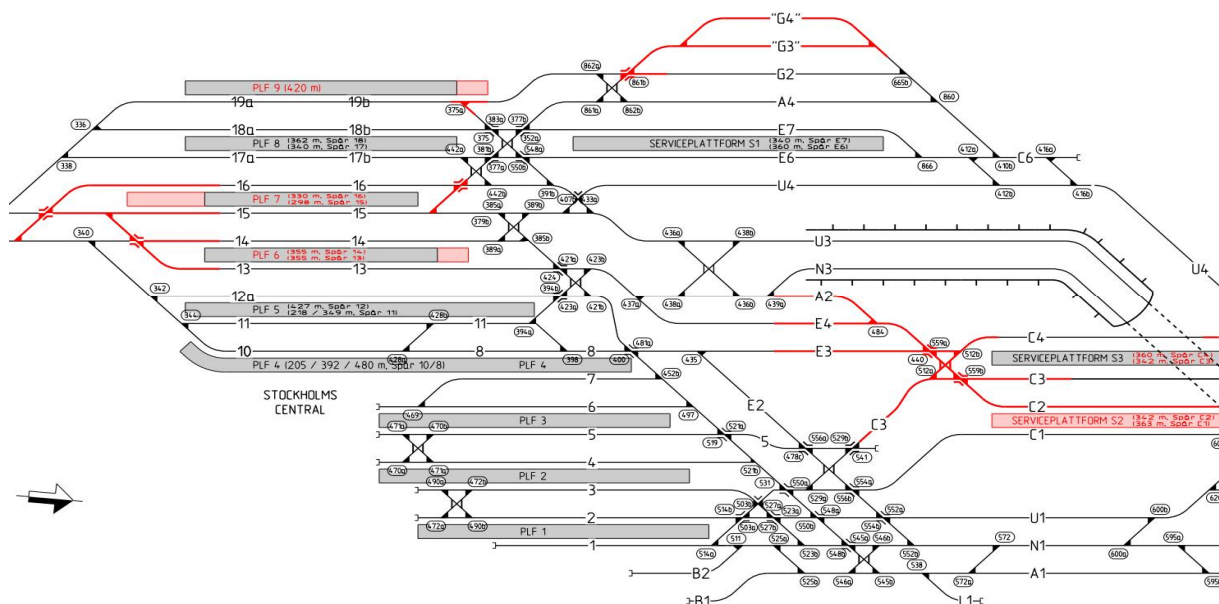 "G4"
"G3"
862a
861b
G2
665b
PLF 9 (420 m)
19a 19b
375a
861a 862b
A4
860
336
383a 377b
18a 18b
375 352a
E7
PLF 8 (362 m, Spår 18)
(340 m, Spår 17)
SERVICEPLATTFORM S1 (340 m, Spår E7)
(360 m, Spår E6)
338
17a 17b
442a 381b 548a
377a 550b
E6
866
412a 410b
C6
416a
16 16
442b 391b
U4
412b 416b
PLF 7 (330 m, Spår 16)
(298 m, Spår 15)
385a 389b 407b 433a
15 15
379b
340
14 14
389a 385b
436a 438b
U3
PLF 6 (355 m, Spår 14)
(355 m, Spår 13)
421a 423b
13 13
424
N3
U4
342
12a
394b 423a 421b
437a 438a 436b 439a
A2
PLF 5 (427 m, Spår 12)
(218 / 349 m, Spår 11)
344
11 428b 11
394a
E4
484
C4
559a 512b
10 428a 8 398 8 400
481a 435
E3
440
PLF 4 (205 / 392 / 480 m, Spår 10/8) PLF 4
SERVICEPLATTFORM S3 (360 m, Spår C4)
(342 m, Spår C3)
512a 559b
7
452b
C3
STOCKHOLMS
CENTRAL
469
6
497
E2
C2
PLF 3
C3
SERVICEPLATTFORM S2 (342 m, Spår C2)
(363 m, Spår C1)
471a 470b
5
521a
519
5
556a 529b
C1
478c 541
470a 471b
4
521b
PLF 2
490a 472b
3
531 550a 554a
529a 556b
503b 527a
2
514b 523a 548a 552a
U1
600b
472a 490b
PLF 1
503a 527b 550b 554b
511 525a
545a 546b
572
1
514a 523b 548b 552b
N1
600a
595a
538
B2
525b 546a 545b
572a
A1
B1
L1